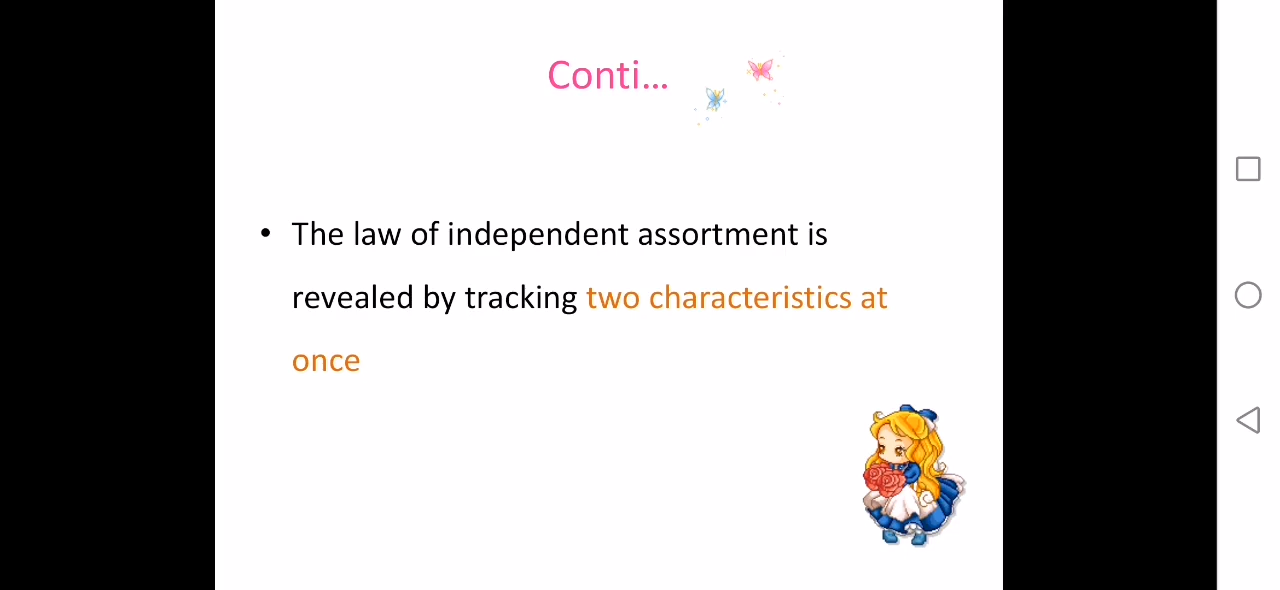 Conti...
• The law of independent assortment is
revealed by tracking two characteristics at
once